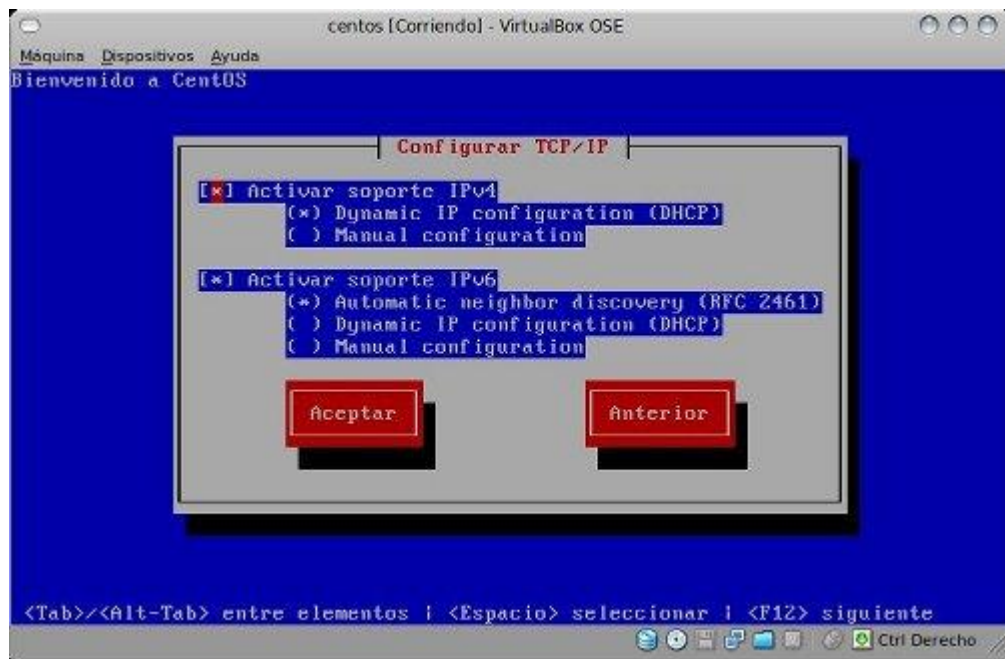 centos [Corriendo] - VirtualBox OSE
Máquina Dispositivos Ayuda
Bienvenido a CentOS
Configurar TCP/IP
[*] Activar soporte IPv4
(*) Dynamic IP configuration (DHCP)
( ) Manual configuration
[*] Activar soporte IPv6
(*) Automatic neighbor discovery (RFC 2461)
( ) Dynamic IP configuration (DHCP)
( ) Manual configuration
Aceptar Anterior
<Tab>/<Alt-Tab> entre elementos | <Espacio> seleccionar | <F12> siguiente
Ctrl Derecho